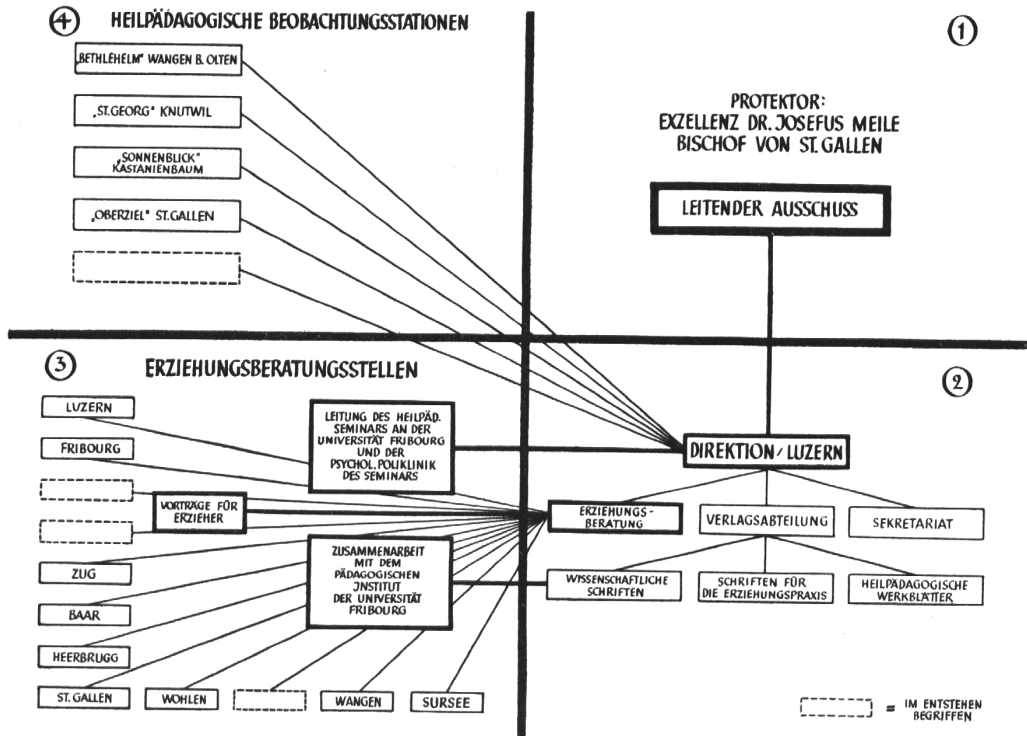 4 HEILPÄDAGOGISCHE BEOBACHTUNGSSTATIONEN
„BETHLEHELM" WANGEN B. OLTEN
„ST.GEORG" KNUTWIL
„SONNENBLICK"
KASTANIENBAUM
„OBERZIEL" ST.GALLEN
1
PROTEKTOR:
EXZELLENZ DR. JOSEFUS MEILE
BISCHOF VON ST. GALLEN
LEITENDER AUSSCHUSS
3 ERZIEHUNGSBERATUNGSSTELLEN
LUZERN
FRIBOURG
ZUG
BAAR
HEERBRUGG
ST. GALLEN
WOHLEN
WANGEN
SURSEE
LEITUNG DES HEILPÄD.
SEMINARS AN DER
UNIVERSITÄT FRIBOURG
UND DER
PSYCHOL. POLIKLINIK
DES SEMINARS
VORTRÄGE FÜR
ERZIEHER
ZUSAMMENARBEIT
MIT DEM
PÄDAGOGISCHEN
JNSTITUT
DER UNIVERSITÄT
FRIBOURG
2
DIREKTION / LUZERN
ERZIEHUNGS-
BERATUNG
VERLAGSABTEILUNG
SEKRETARIAT
WISSENSCHAFTLICHE
SCHRIFTEN
SCHRIFTEN FÜR
DIE ERZIEHUNGSPRAXIS
HEILPÄDAGOGISCHE
WERKBLÄTTER
= IM ENTSTEHEN
BEGRIFFEN